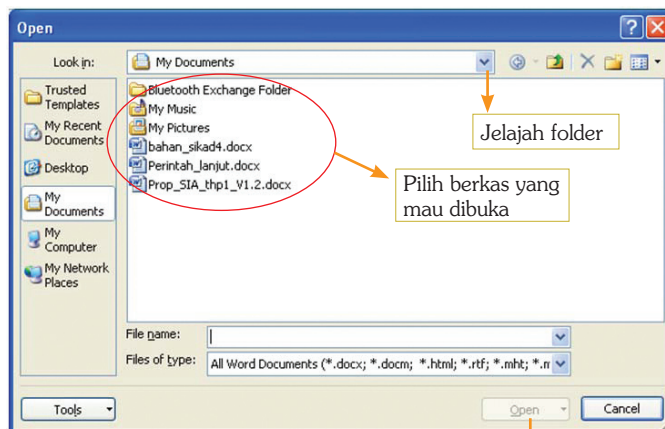 Open
Look in:
My Documents
Trusted
Templates
My Recent
Documents
Desktop
My
Documents
My
Computer
My Network
Places
Bluetooth Exchange Folder
My Music
My Pictures
bahan_sikad4.docx
Perintah_lanjut.docx
Prop_SIA_thp1_V1.2.docx
Jelajah folder
Pilih berkas yang
mau dibuka
File name:
Files of type:
All Word Documents (*.docx; *.docm; *.html; *.rtf; *.mht; *.m
Tools
Open
Cancel